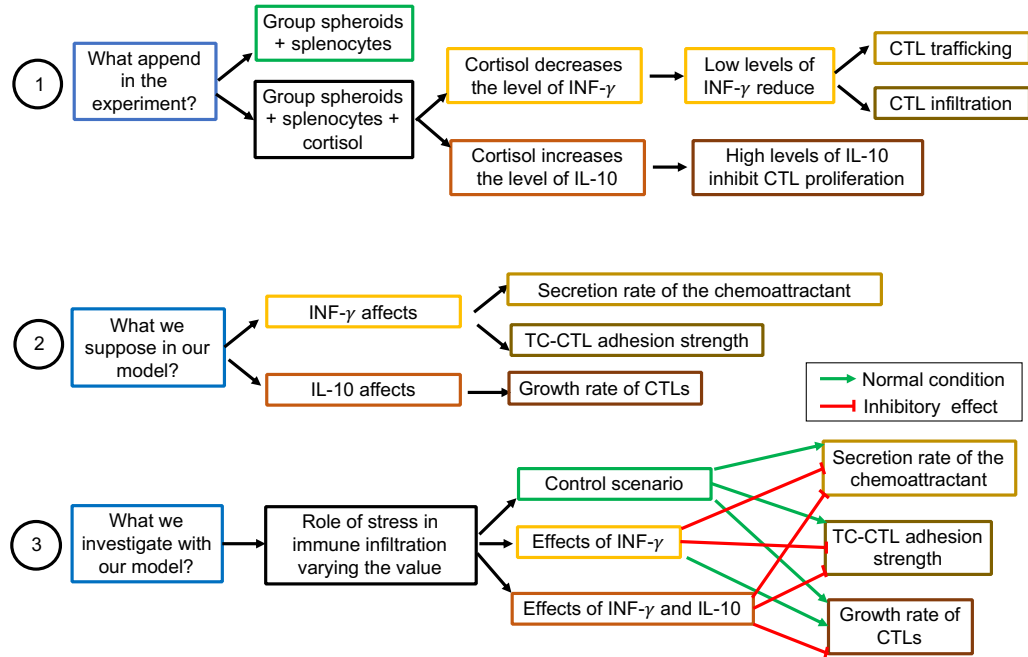 1
What append
in the
experiment?
Group spheroids
+ splenocytes
Group spheroids
+ splenocytes +
cortisol
Cortisol decreases
the level of INF-γ
Low levels of
INF-γ reduce
CTL trafficking
CTL infiltration
Cortisol increases
the level of IL-10
High levels of IL-10
inhibit CTL proliferation
2
What we
suppose in our
model?
INF-γ affects
Secretion rate of the chemoattractant
TC-CTL adhesion strength
IL-10 affects
Growth rate of CTLs
Normal condition
Inhibitory effect
3
What we
investigate with
our model?
Role of stress in
immune infiltration
varying the value
Control scenario
Effects of INF-γ
Effects of INF-γ and IL-10
Secretion rate of the
chemoattractant
TC-CTL adhesion
strength
Growth rate of
CTLs